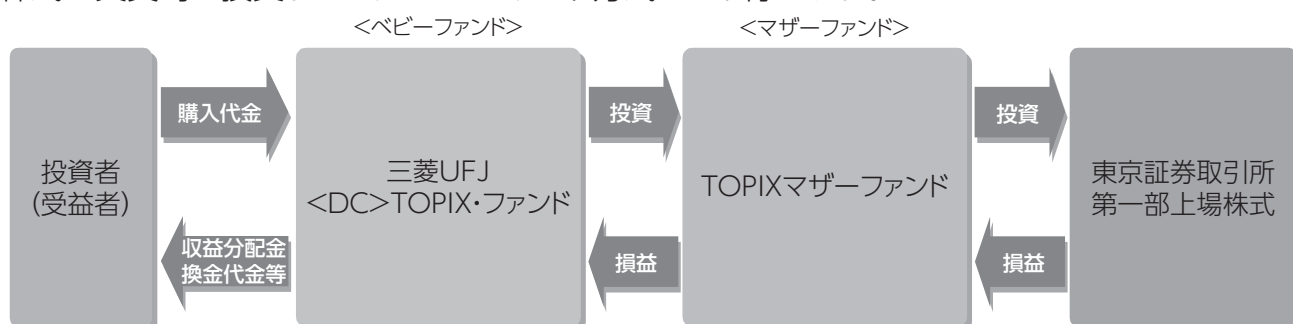 <ベビーファンド>
<マザーファンド>
購入代金
投資
投資
投資者
(受益者)
三菱UFJ
<DC>TOPIX・ファンド
TOPIXマザーファンド
東京証券取引所
第一部上場株式
収益分配金
換金代金等
損益
損益